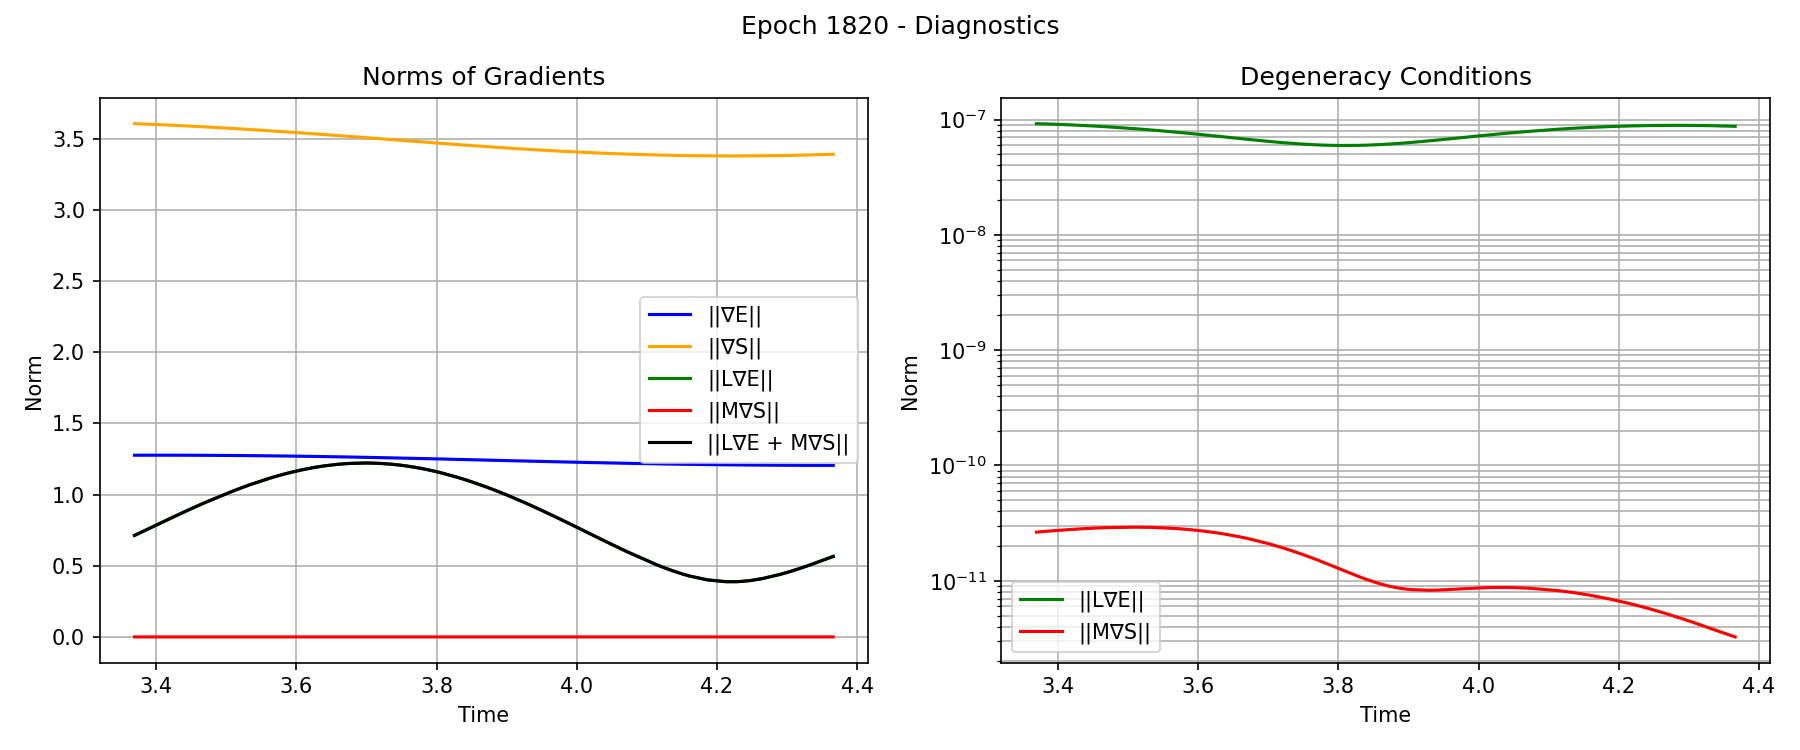 Epoch 1820 - Diagnostics
Norms of Gradients
3.5
3.0
2.5
2.0
1.5
1.0
0.5
0.0
Norm
||∇E||
||∇S||
||L∇E||
||M∇S||
||L∇E + M∇S||
3.4 3.6 3.8 4.0 4.2 4.4
Time
Degeneracy Conditions
10⁻⁷
10⁻⁸
10⁻⁹
10⁻¹⁰
10⁻¹¹
Norm
||L∇E||
||M∇S||
3.4 3.6 3.8 4.0 4.2 4.4
Time